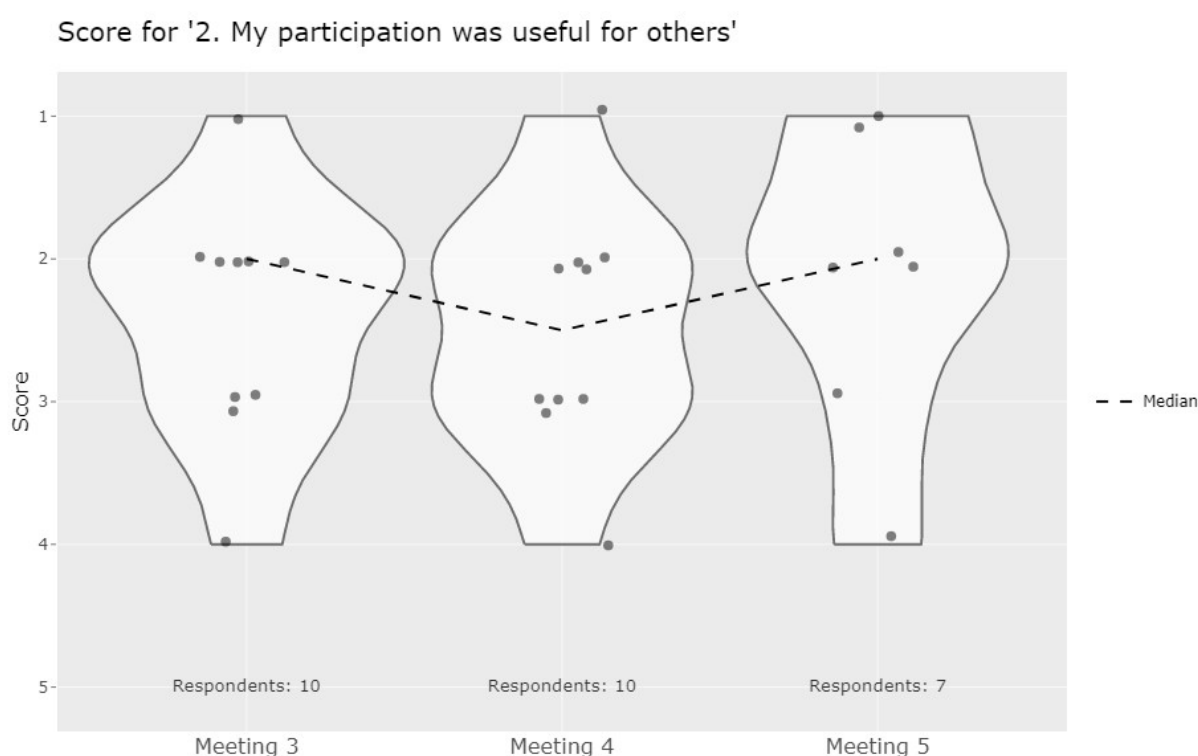 Score for '2. My participation was useful for others'
1
2
3
4
5
Score
Median
Respondents: 10
Respondents: 10
Respondents: 7
Meeting 3
Meeting 4
Meeting 5